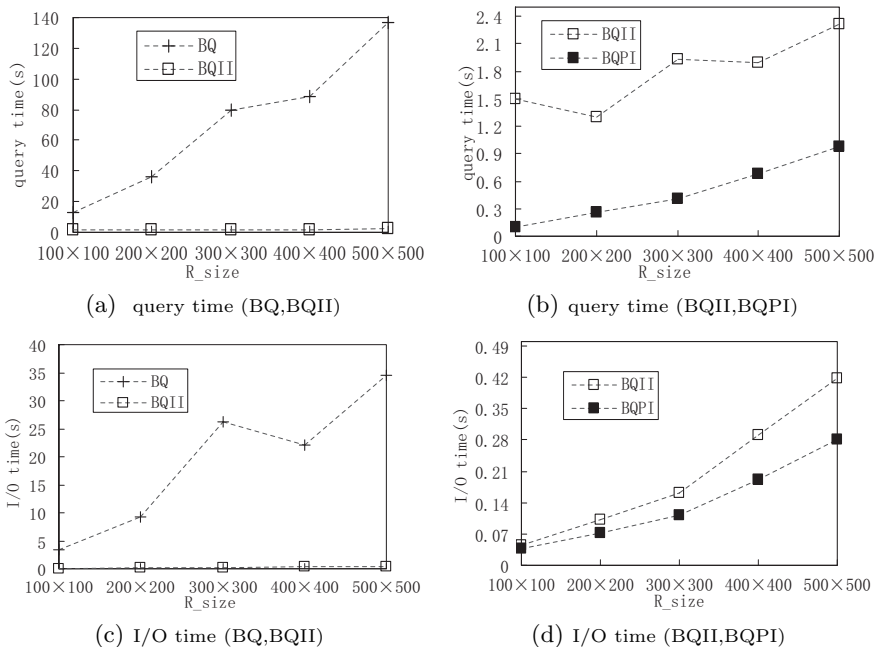 140
120
100
80
60
40
20
0
query time(s)
BQ
BQII
100×100 200×200 300×300 400×400 500×500
R_size
(a) query time (BQ,BQII)
2.4
2.1
1.8
1.5
1.2
0.9
0.6
0.3
0
query time(s)
BQII
BQPI
100×100 200×200 300×300 400×400 500×500
R_size
(b) query time (BQII,BQPI)
40
35
30
25
20
15
10
5
0
I/O time(s)
BQ
BQII
100×100 200×200 300×300 400×400 500×500
R_size
(c) I/O time (BQ,BQII)
0.49
0.42
0.35
0.28
0.21
0.14
0.07
0
I/O time(s)
BQII
BQPI
100×100 200×200 300×300 400×400 500×500
R_size
(d) I/O time (BQII,BQPI)